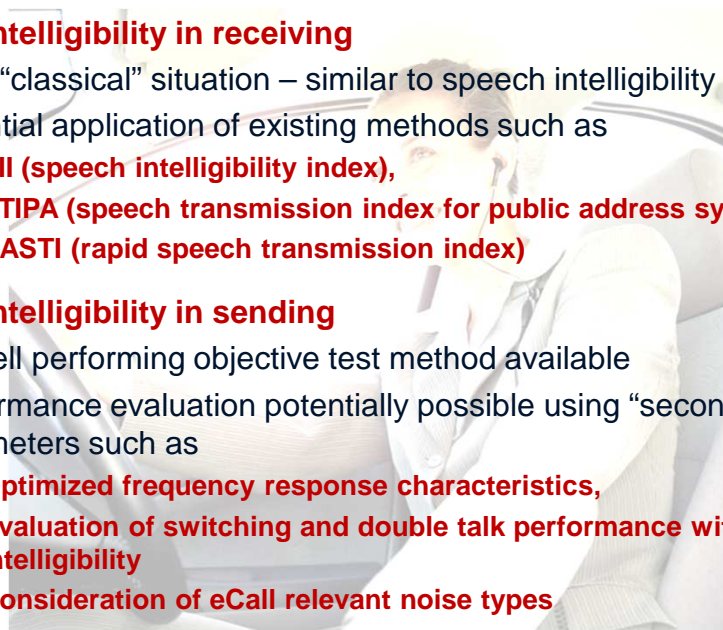 ntelligibility in receiving
“classical” situation – similar to speech intelligibility
ntial application of existing methods such as
II (speech intelligibility index),
TIPA (speech transmission index for public address sy
ASTI (rapid speech transmission index)
ntelligibility in sending
ell performing objective test method available
rmance evaluation potentially possible using “secon
meters such as
ptimized frequency response characteristics,
valuation of switching and double talk performance wit
ntelligibility
onsideration of eCall relevant noise types